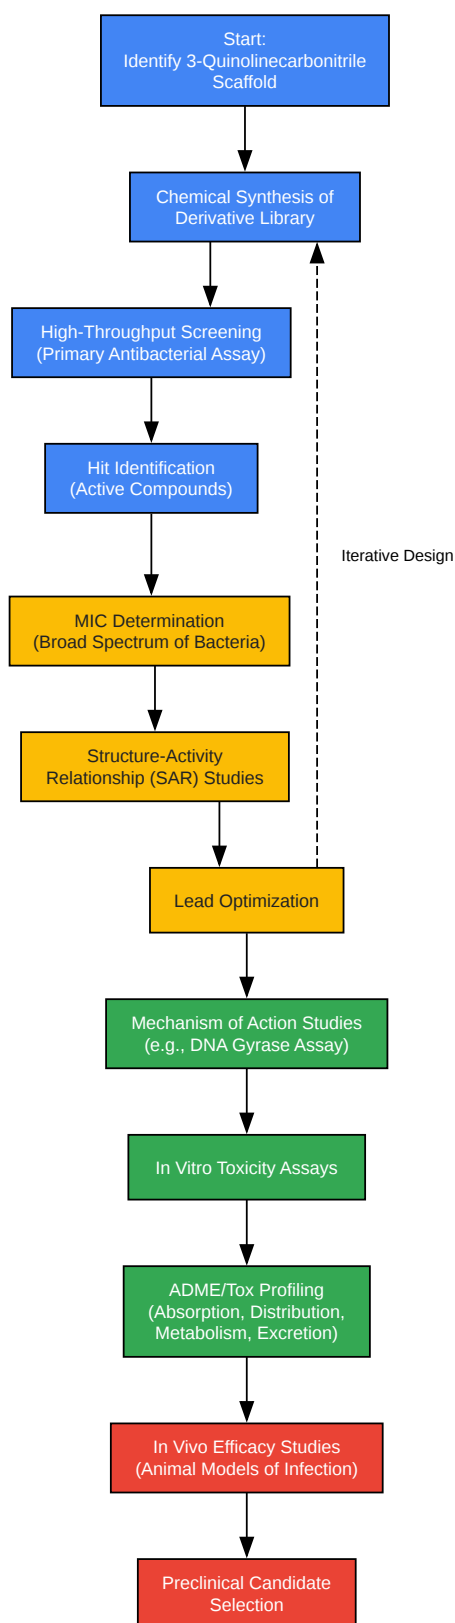 Start:
Identify 3-Quinolinecarbonitrile
Scaffold
Chemical Synthesis of
Derivative Library
High-Throughput Screening
(Primary Antibacterial Assay)
Hit Identification
(Active Compounds)
Iterative Design
MIC Determination
(Broad Spectrum of Bacteria)
Structure-Activity
Relationship (SAR) Studies
Lead Optimization
Mechanism of Action Studies
(e.g., DNA Gyrase Assay)
In Vitro Toxicity Assays
ADME/Tox Profiling
(Absorption, Distribution,
Metabolism, Excretion)
In Vivo Efficacy Studies
(Animal Models of Infection)
Preclinical Candidate
Selection